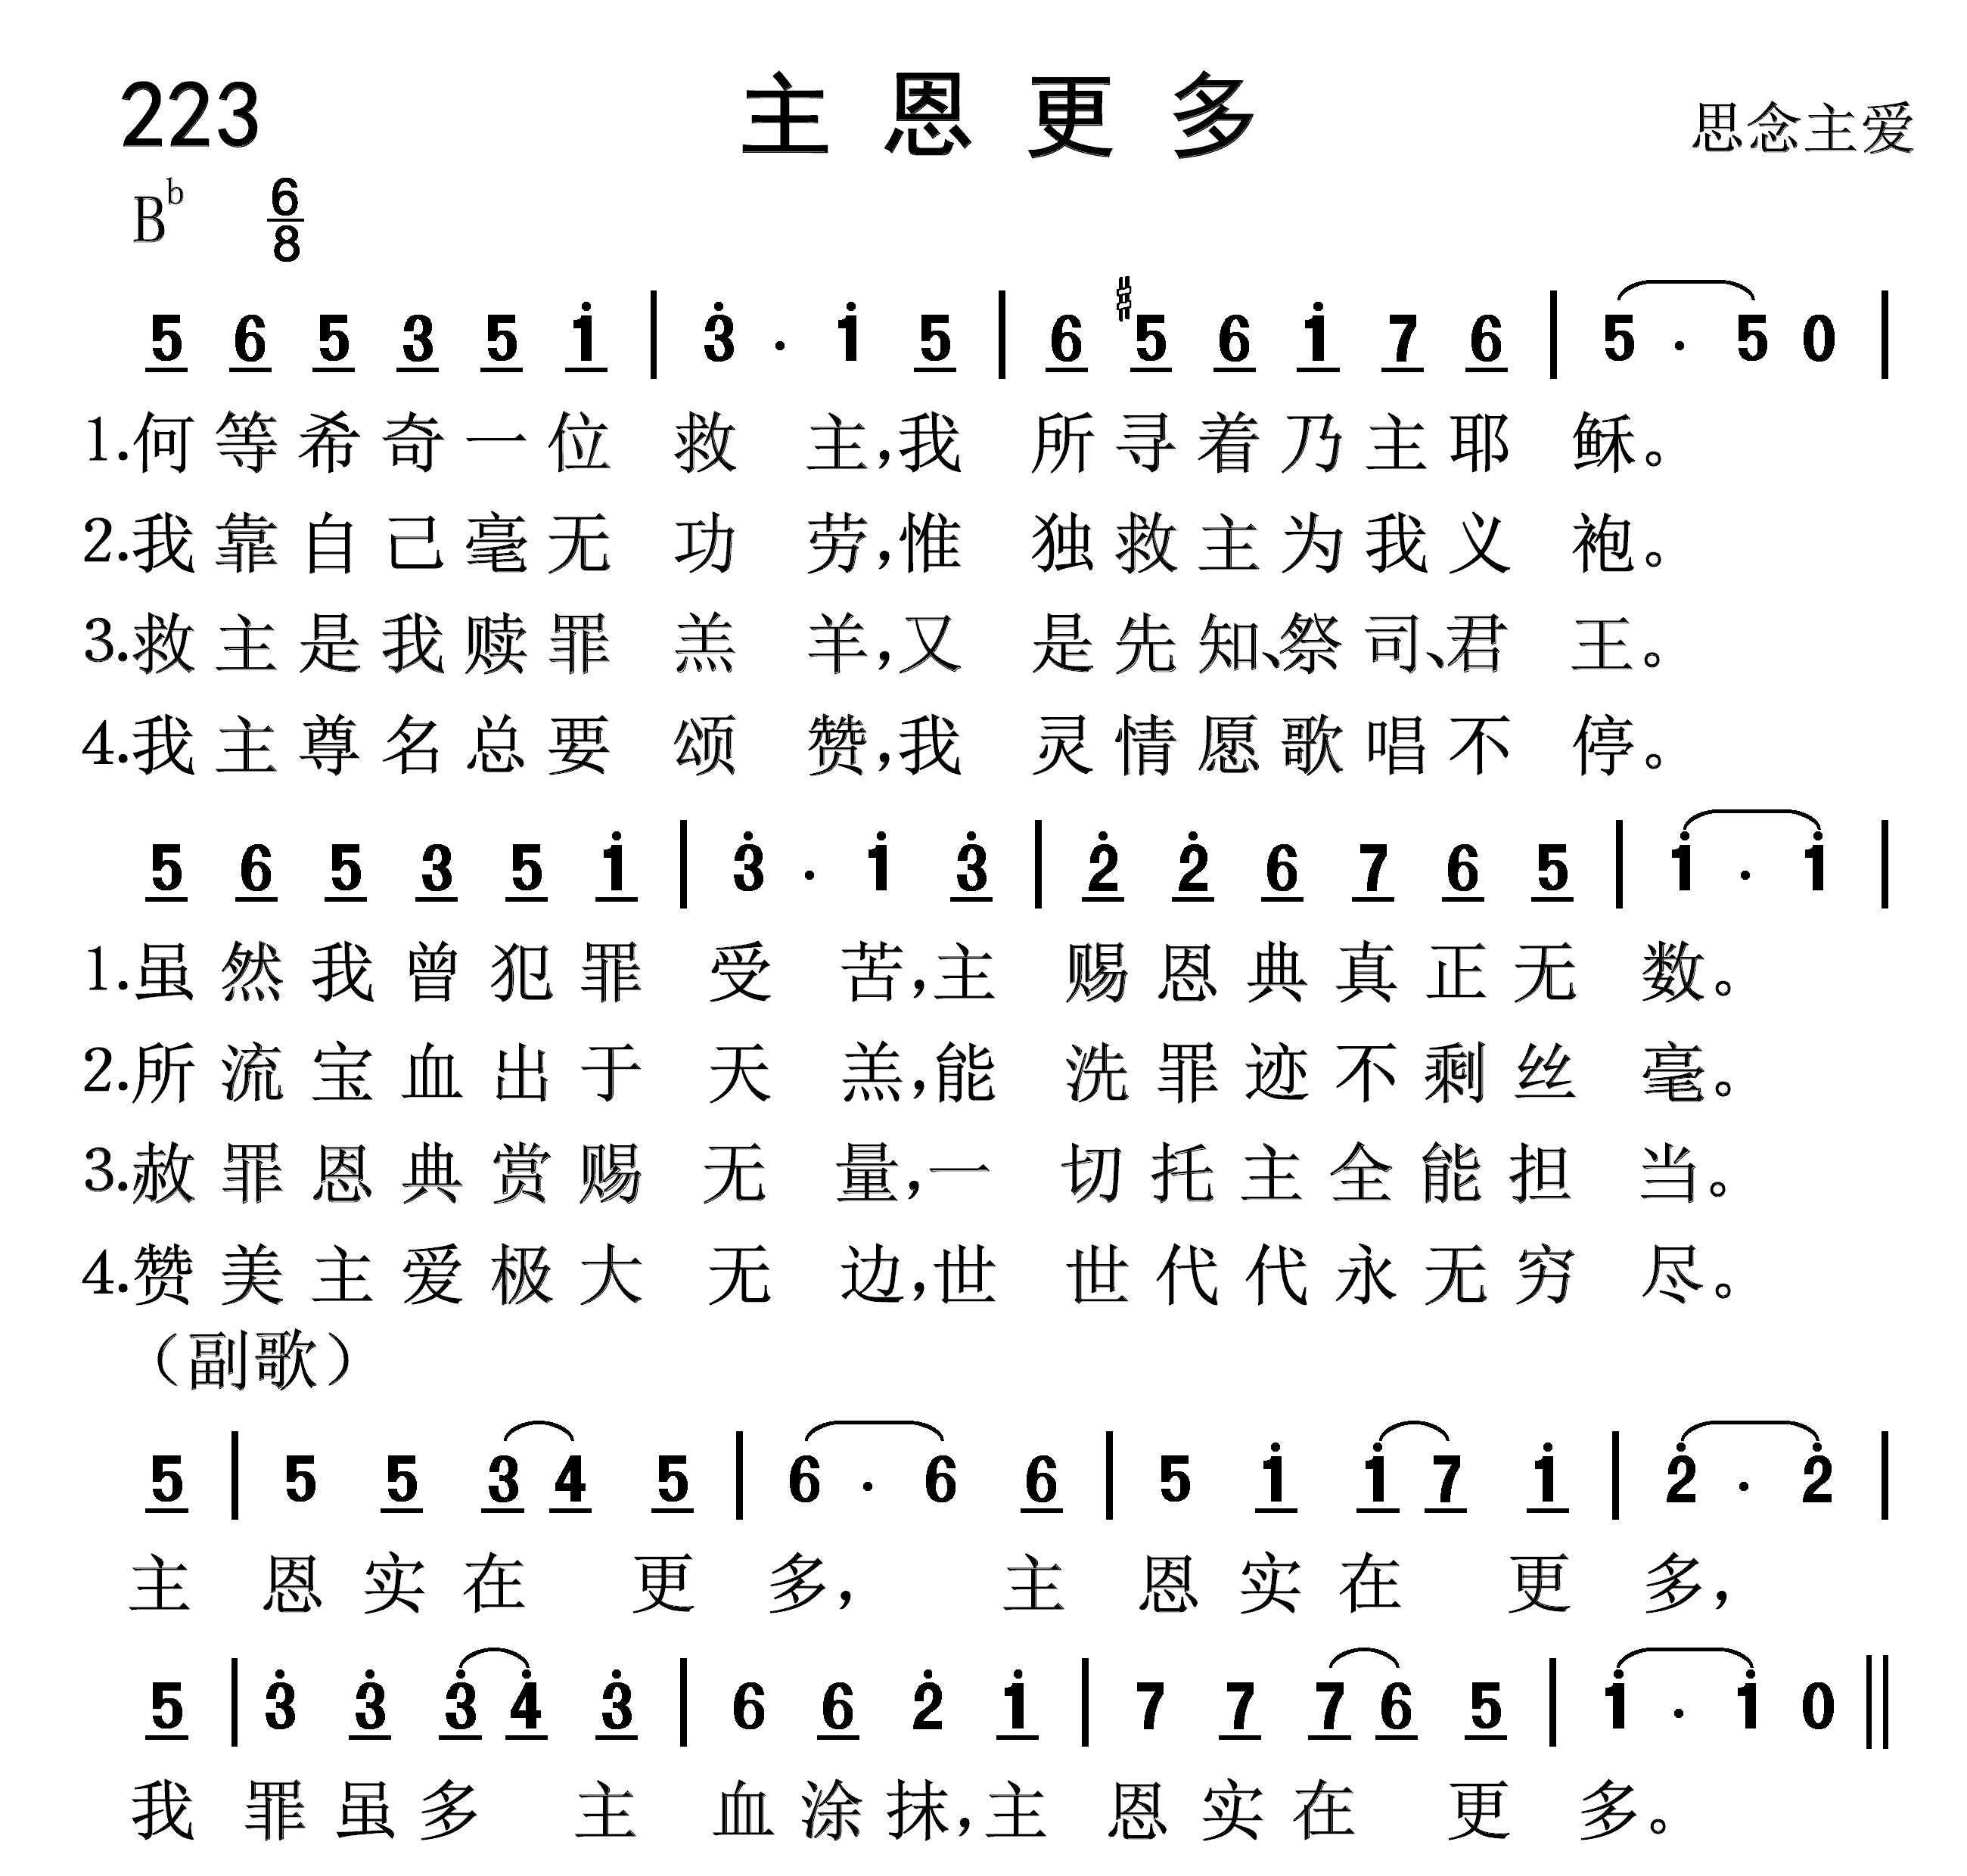 223 主恩更多 思念主爱
B♭ 6/8
5 6 5 3 5 i | 3̇ · i 5 | 6 #5 6 i 7 6 | 5 · 5 0 |
1.何等希奇一位救主,我所寻着乃主耶稣。
2.我靠自己毫无功劳,惟独救主为我义袍。
3.救主是我赎罪羔羊,又是先知、祭司、君王。
4.我主尊名总要颂赞,我灵情愿歌唱不停。
5 6 5 3 5 i | 3̇ · i 3̇ | 2̇ 2̇ 6 7 6 5 | i · i |
1.虽然我曾犯罪受苦,主赐恩典真正无数。
2.所流宝血出于天羔,能洗罪迹不剩丝毫。
3.赦罪恩典赏赐无量,一切托主全能担当。
4.赞美主爱极大无边,世世代代永无穷尽。
（副歌）
5 | 5 5 3 4 5 | 6 · 6 6 | 5 i i 7 i | 2̇ · 2̇ |
主恩实在更多,主恩实在更多,
5 | 3̇ 3̇ 3̇ 4̇ 3̇ | 6 6 2̇ i | 7 7 7 6 5 | i · i 0 ||
我罪虽多主血涂抹,主恩实在更多。